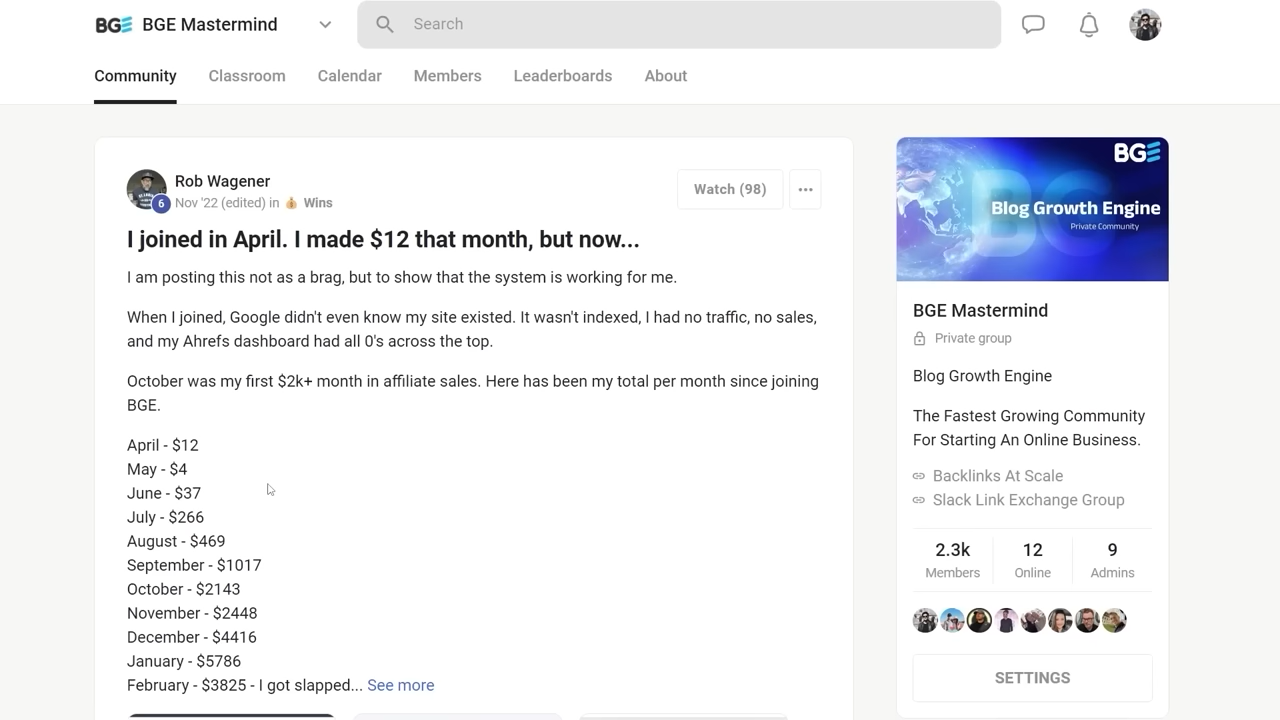 BGE BGE Mastermind Search
Community Classroom Calendar Members Leaderboards About
Rob Wagener
6
Nov '22 (edited) in Wins
Watch (98)
I joined in April. I made $12 that month, but now...
I am posting this not as a brag, but to show that the system is working for me.
When I joined, Google didn't even know my site existed. It wasn't indexed, I had no traffic, no sales,
and my Ahrefs dashboard had all 0's across the top.
October was my first $2k+ month in affiliate sales. Here has been my total per month since joining
BGE.
April - $12
May - $4
June - $37
July - $266
August - $469
September - $1017
October - $2143
November - $2448
December - $4416
January - $5786
February - $3825 - I got slapped... See more
BGE
BG
Blog Growth Engine
Private Community
BGE Mastermind
Private group
Blog Growth Engine
The Fastest Growing Community
For Starting An Online Business.
Backlinks At Scale
Slack Link Exchange Group
2.3k 12 9
Members Online Admins
SETTINGS